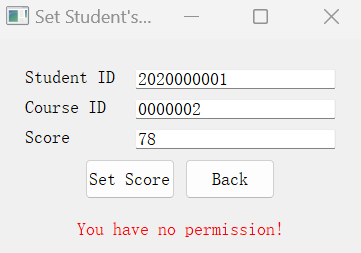 Set Student's...
Student ID 2020000001
Course ID 0000002
Score 78
Set Score Back
You have no permission!